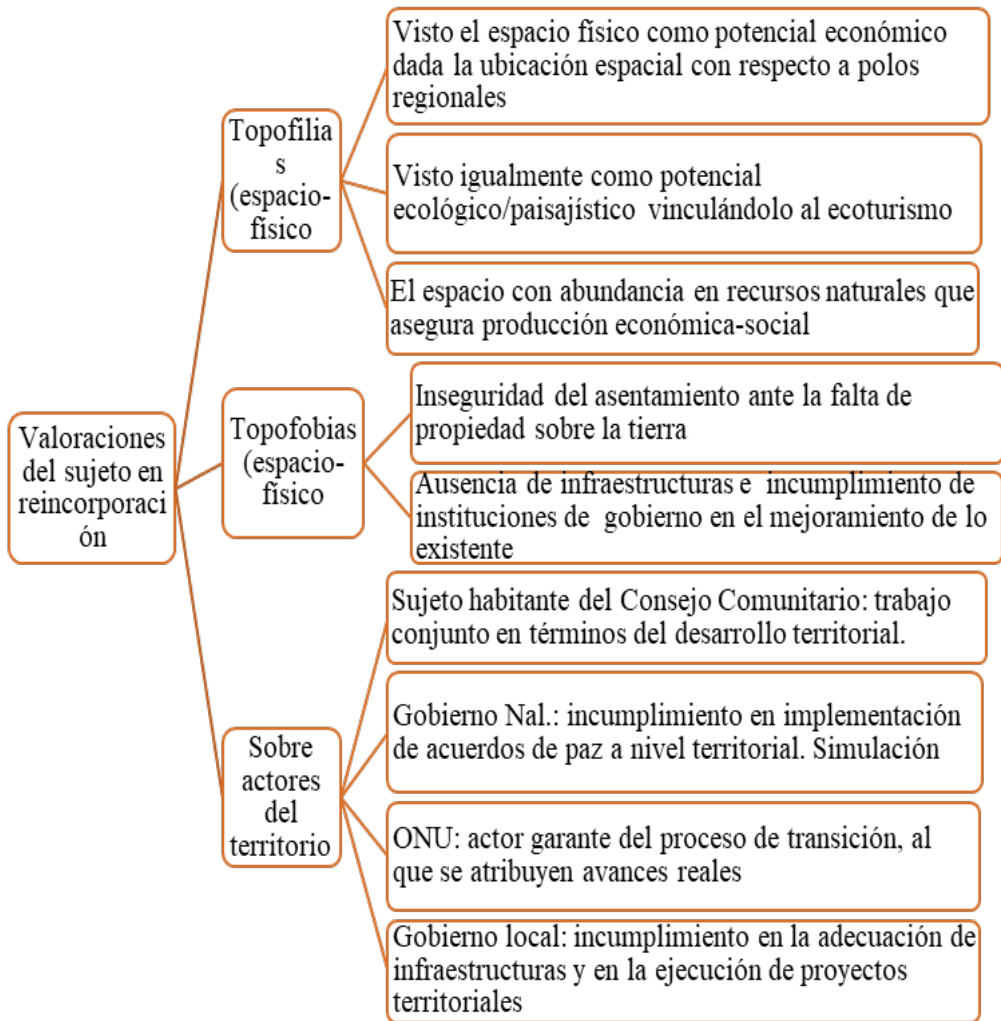 Valoraciones
del sujeto en
reincorporaci
ón
Topofilia
s
(espacio-
físico
Visto el espacio físico como potencial económico
dada la ubicación espacial con respecto a polos
regionales
Visto igualmente como potencial
ecológico/paisajístico vinculándolo al ecoturismo
El espacio con abundancia en recursos naturales que
asegura producción económica-social
Topofobias
(espacio-
físico
Inseguridad del asentamiento ante la falta de
propiedad sobre la tierra
Ausencia de infraestructuras e incumplimiento de
instituciones de gobierno en el mejoramiento de lo
existente
Sobre
actores
del
territorio
Sujeto habitante del Consejo Comunitario: trabajo
conjunto en términos del desarrollo territorial.
Gobierno Nal.: incumplimiento en implementación
de acuerdos de paz a nivel territorial. Simulación
ONU: actor garante del proceso de transición, al
que se atribuyen avances reales
Gobierno local: incumplimiento en la adecuación de
infraestructuras y en la ejecución de proyectos
territoriales